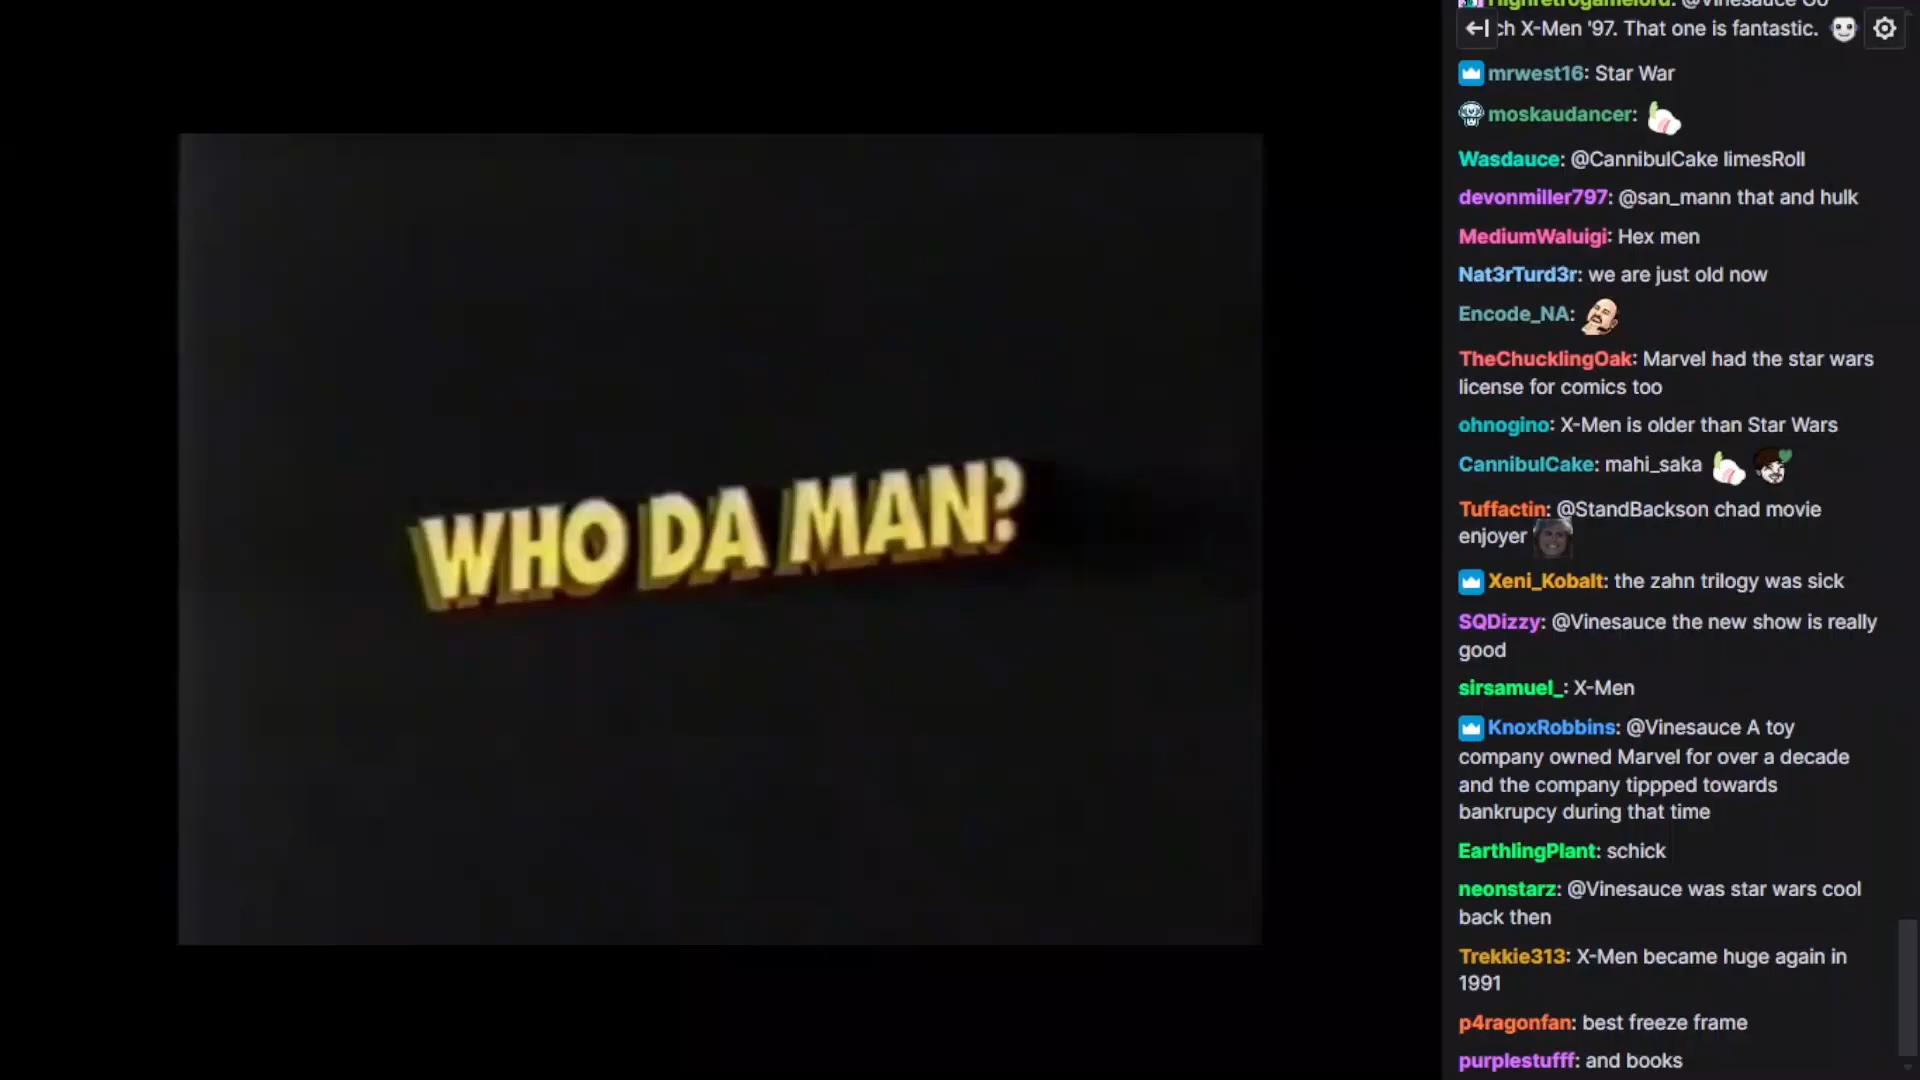 WHO DA MAN?
ch X-Men '97. That one is fantastic.
mrwest16: Star War
moskaudancer:
Wasdauce: @CannibulCake limesRoll
devonmiller797: @san_mann that and hulk
MediumWaluigi: Hex men
Nat3rTurd3r: we are just old now
Encode_NA:
TheChucklingOak: Marvel had the star wars
license for comics too
ohnogino: X-Men is older than Star Wars
CannibulCake: mahi_saka
Tuffactin: @StandBackson chad movie
enjoyer
Xeni_Kobalt: the zahn trilogy was sick
SQDizzy: @Vinesauce the new show is really
good
sirsamuel_: X-Men
KnoxRobbins: @Vinesauce A toy
company owned Marvel for over a decade
and the company tippped towards
bankrupcy during that time
EarthlingPlant: schick
neonstarz: @Vinesauce was star wars cool
back then
Trekkie313: X-Men became huge again in
1991
p4ragonfan: best freeze frame
purplestufff: and books